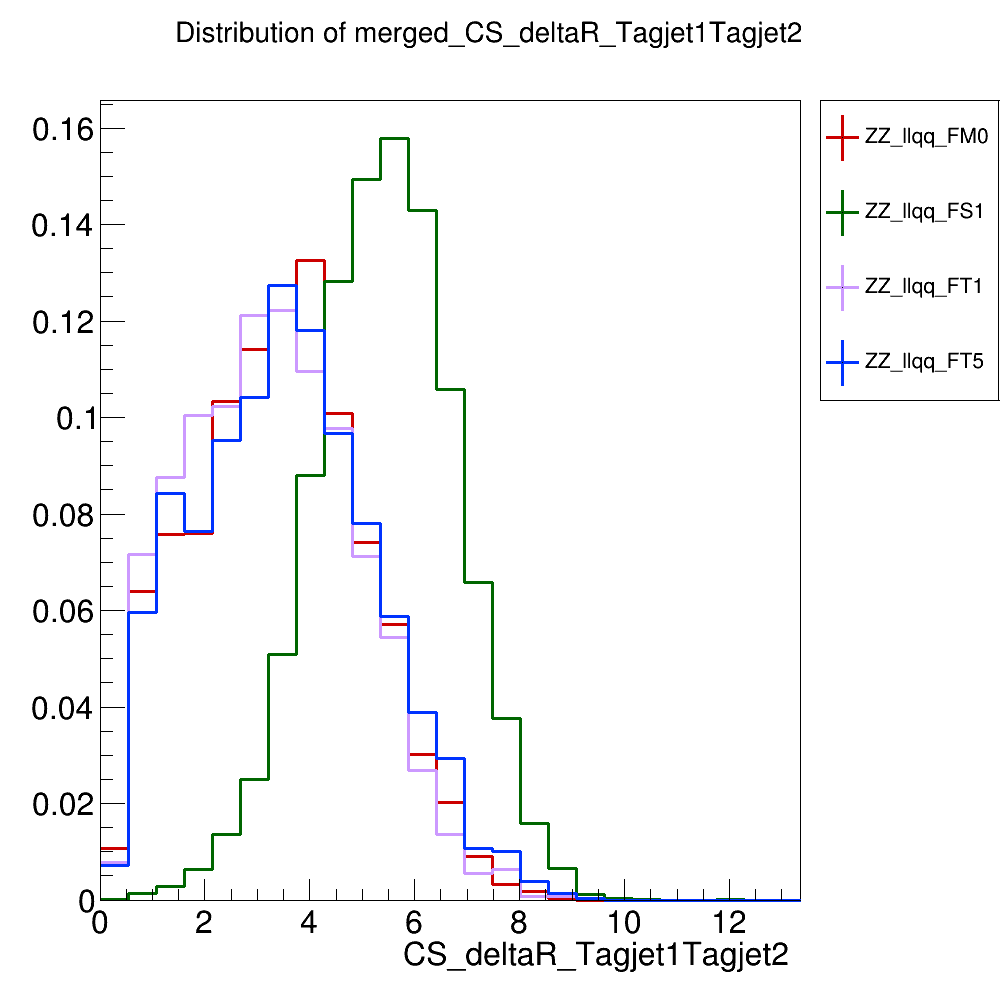 Distribution of merged_CS_deltaR_Tagjet1Tagjet2
ZZ_llqq_FM0
ZZ_llqq_FS1
ZZ_llqq_FT1
ZZ_llqq_FT5
0.16
0.14
0.12
0.1
0.08
0.06
0.04
0.02
0
0 2 4 6 8 10 12
CS_deltaR_Tagjet1Tagjet2